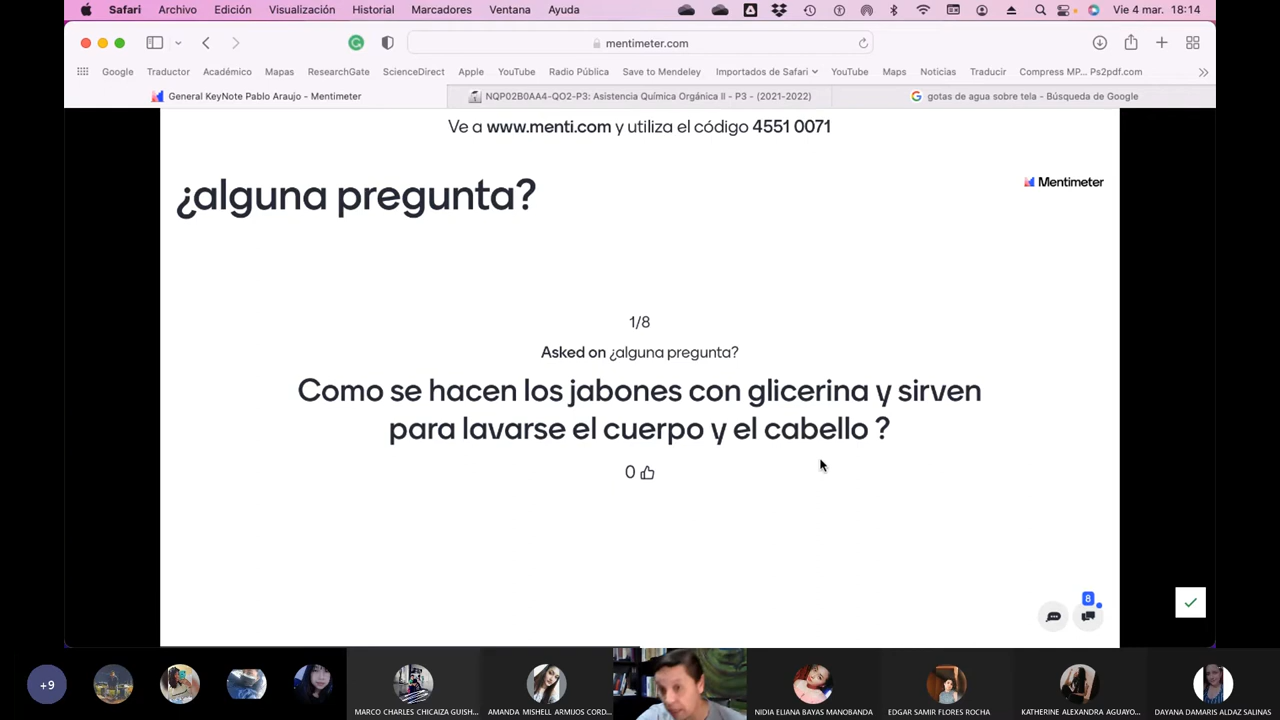 Safari Archivo Edición Visualización Historial Marcadores Ventana Ayuda Vie 4 mar. 18:14
mentimeter.com
Google Traductor Académico Mapas ResearchGate ScienceDirect Apple YouTube Radio Pública Save to Mendeley Importados de Safari YouTube Maps Noticias Traducir Compress MP... Ps2pdf.com
General KeyNote Pablo Araujo - Mentimeter NQP02B0AA4-QO2-P3: Asistencia Química Orgánica II - P3 - (2021-2022) gotas de agua sobre tela - Búsqueda de Google
Ve a www.menti.com y utiliza el código 4551 0071
¿alguna pregunta?
Mentimeter
1/8
Asked on ¿alguna pregunta?
Como se hacen los jabones con glicerina y sirven
para lavarse el cuerpo y el cabello ?
0
8
+9
MARCO CHARLES CHICAIZA GUISH... AMANDA MISHELL ARMIJOS CORD... NIDIA ELIANA BAYAS MANOBANDA EDGAR SAMIR FLORES ROCHA KATHERINE ALEXANDRA AGUAYO... DAYANA DAMARIS ALDAZ SALINAS